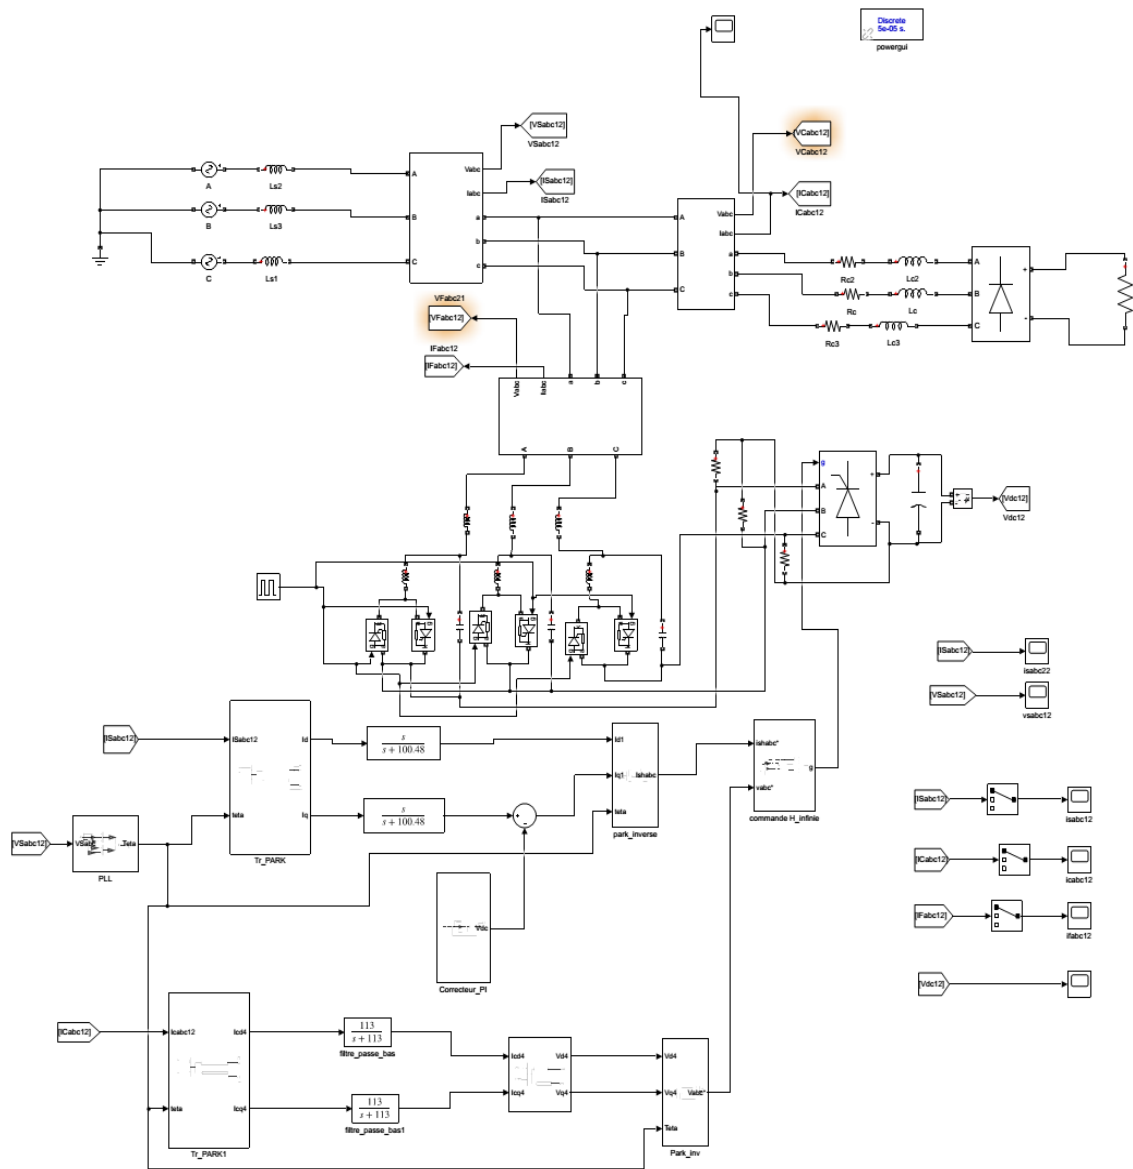 Discrete
5e-05 s.
powergui
[VSabc12]
VSabc12
[VCabc12]
VCabc12
A
Ls2
A
Vabc
Iabc
[ISabc12]
ISabc12
[ICabc12]
ICabc12
B
Ls3
B
a
b
c
A
Vabc
Iabc
B
a
b
c
C
Ls1
C
C
Rc2
Lc2
A
+
Rc
Lc
B
Rc3
Lc3
C
-
VFabc21
[VFabc12]
IFabc12
[IFabc12]
Vabc
Iabc
a
b
c
A
B
C
g
A
B
C
+
-
[Vdc12]
Vdc12
[ISabc12]
isabc22
[VSabc12]
vsabc12
[ISabc12]
ISabc12
Id
teta
Iq
Tr_PARK
s
s + 100.48
s
s + 100.48
+
-
Id1
Iq1
Ishabc
teta
park_inverse
ishabc*
vabc*
g
commande H_infinie
[VSabc12]
VSabc
Teta
PLL
[ISabc12]
isabc12
[ICabc12]
icabc12
[IFabc12]
ifabc12
[Vdc12]
Vdc
Correcteur_PI
[ICabc12]
Icabc12
Icd4
teta
Icq4
Tr_PARK1
113
s + 113
filtre_passe_bas
113
s + 113
filtre_passe_bas1
Icd4
Icq4
Vd4
Vq4
Vd4
Vq4
Vabc*
Teta
Park_inv